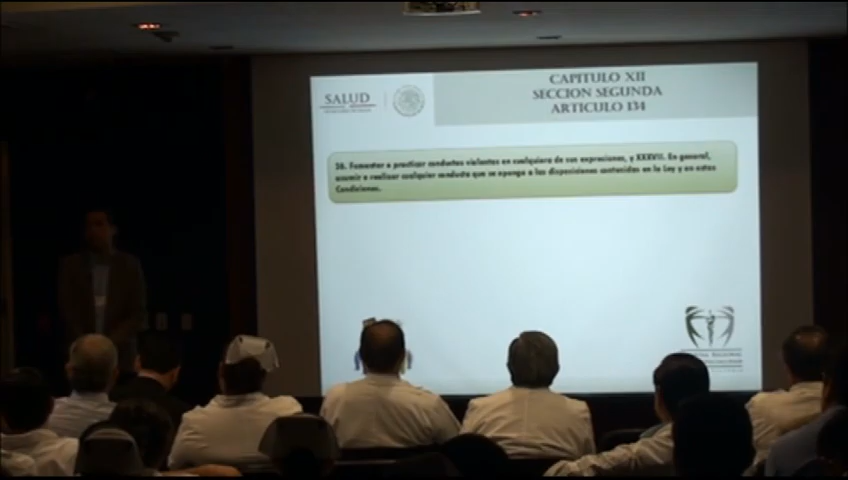 SALUD
CAPITULO XII
SECCION SEGUNDA
ARTICULO 134
36. Fomentar o practicar conductas violentas en cualquiera de sus expresiones, y XXXVII. En general,
asumir o realizar cualquier conducta que se oponga a las disposiciones contenidas en la Ley y en estas
Condiciones.
REGIONAL